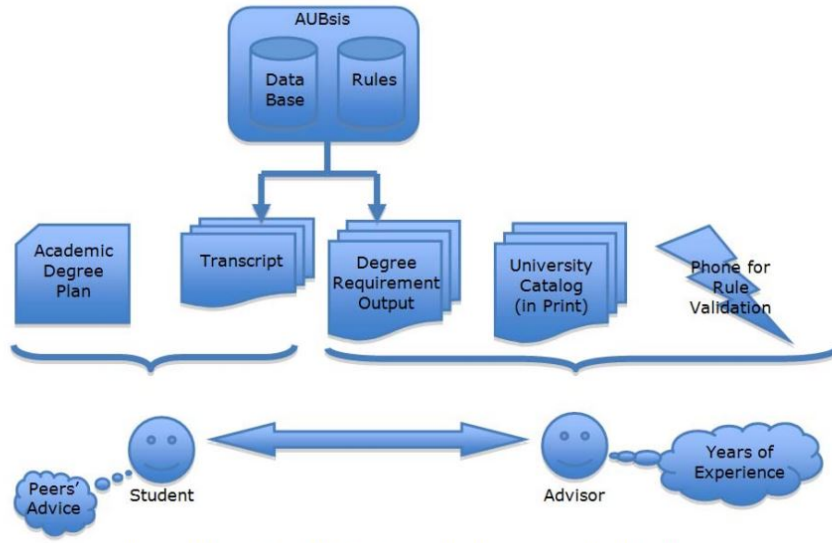 AUBsis
Data
Base
Rules
Academic
Degree
Plan
Transcript
Degree
Requirement
Output
University
Catalog
(in Print)
Phone for
Rule
Validation
Peers'
Advice
Student
Advisor
Years of
Experience